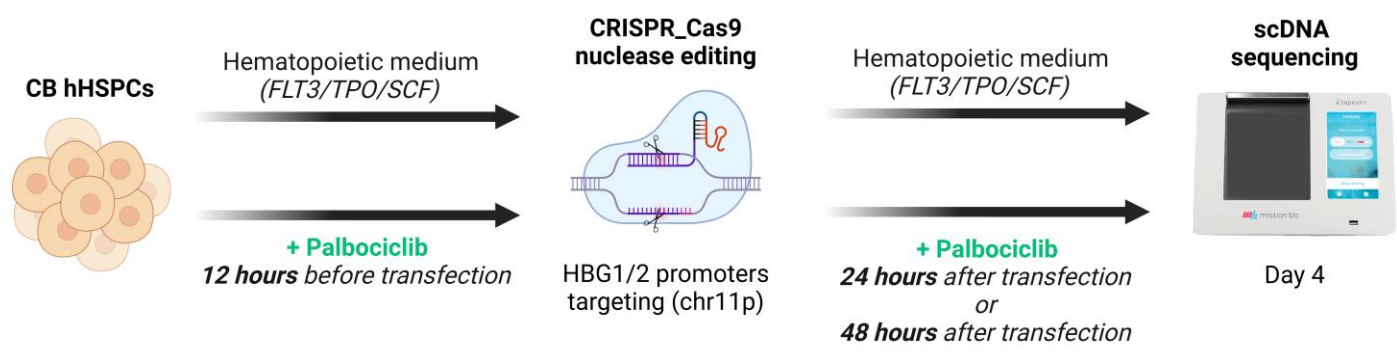 CB hHSPCs
Hematopoietic medium
(FLT3/TPO/SCF)
+ Palbociclib
12 hours before transfection
CRISPR_Cas9
nuclease editing
HBG1/2 promoters
targeting (chr11p)
Hematopoietic medium
(FLT3/TPO/SCF)
+ Palbociclib
24 hours after transfection
or
48 hours after transfection
scDNA
sequencing
tapestri
mission bio
Day 4